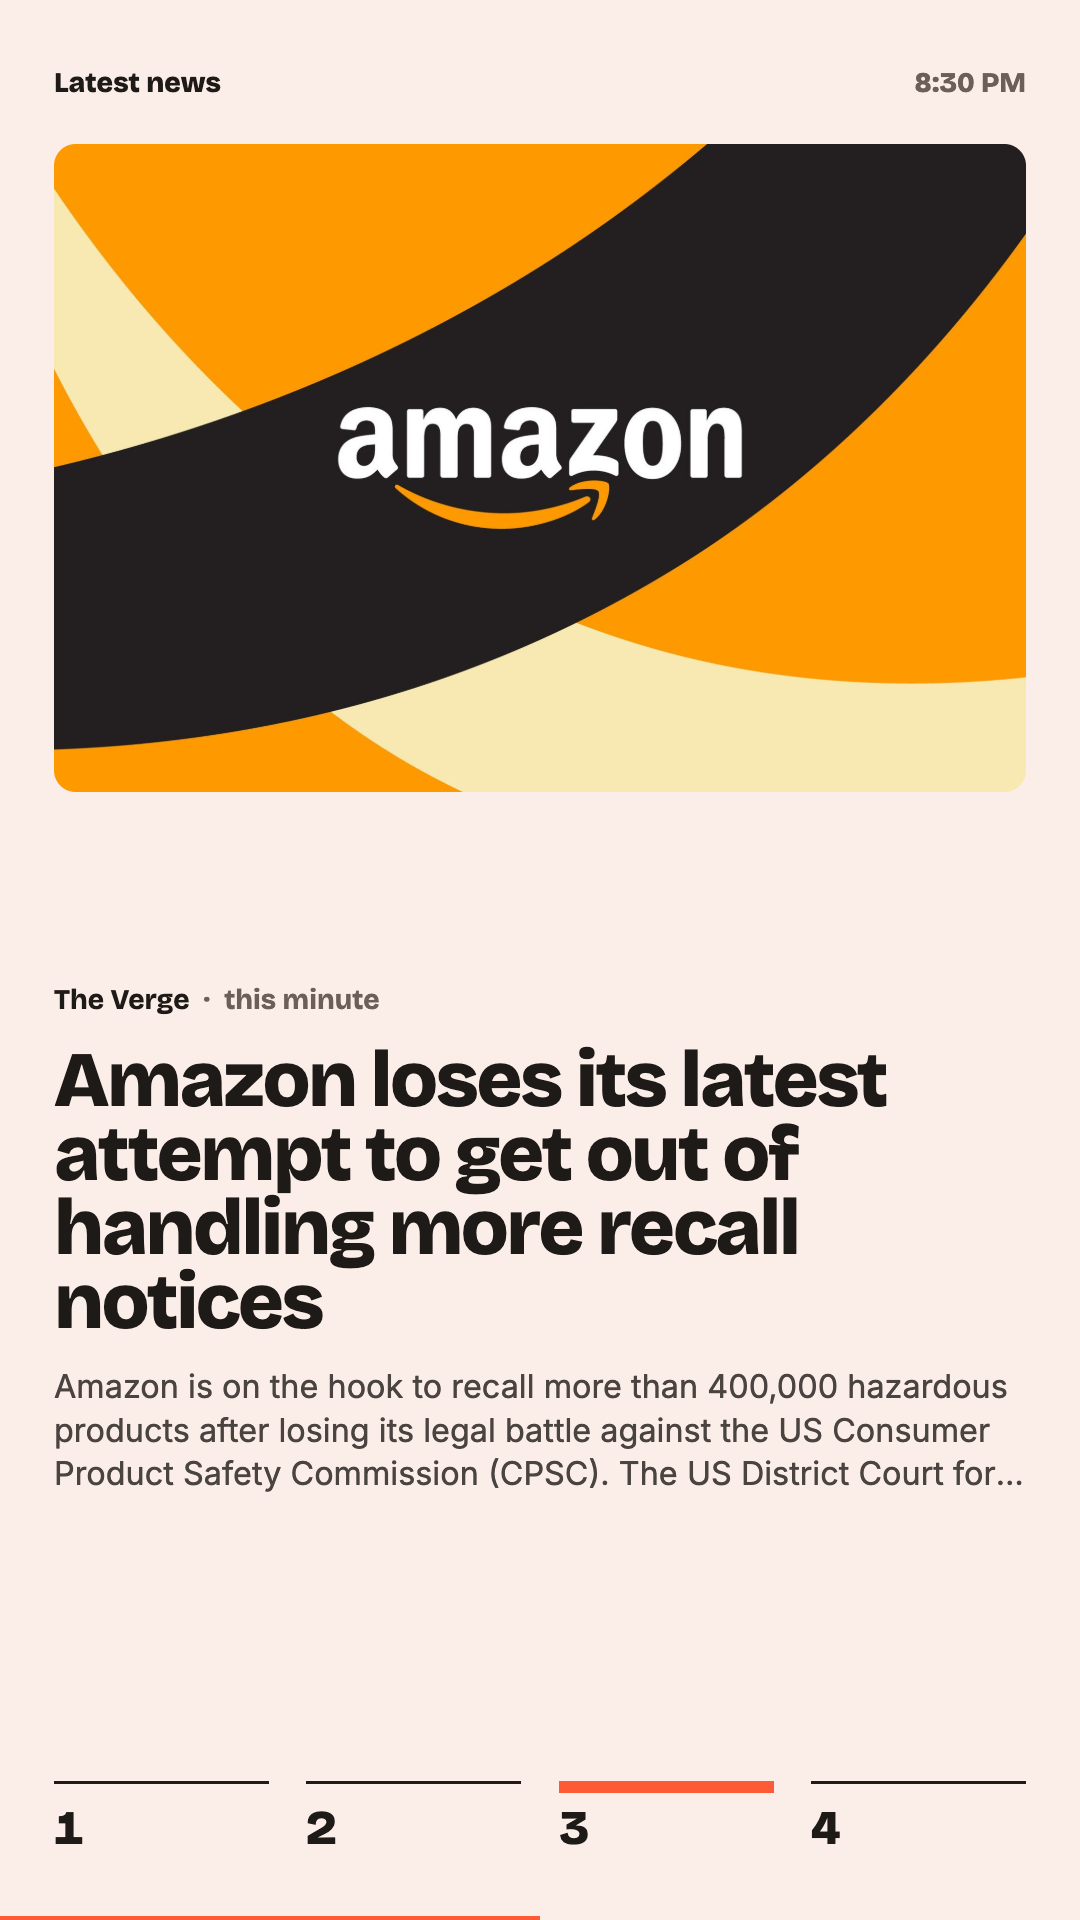 Latest news
8:30 PM
amazon
The Verge · this minute
Amazon loses its latest
attempt to get out of
handling more recall
notices
Amazon is on the hook to recall more than 400,000 hazardous
products after losing its legal battle against the US Consumer
Product Safety Commission (CPSC). The US District Court for...
1
2
3
4